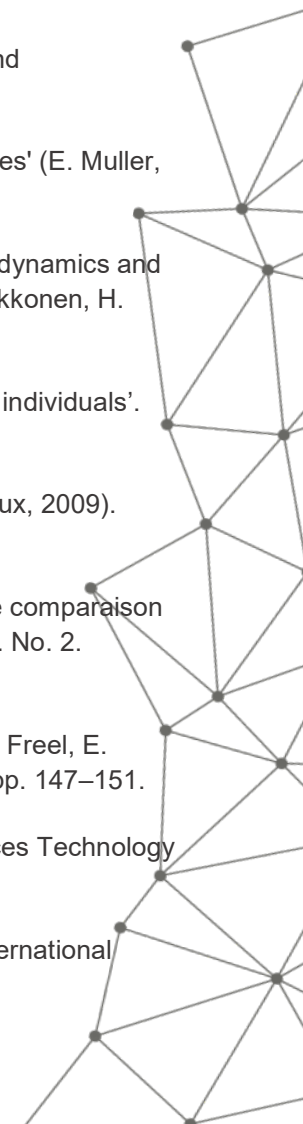 nd
es' (E. Muller,
dynamics and
kkonen, H.
individuals'.
ux, 2009).
e comparaison
. No. 2.
Freel, E.
pp. 147–151.
ces Technology
ernational